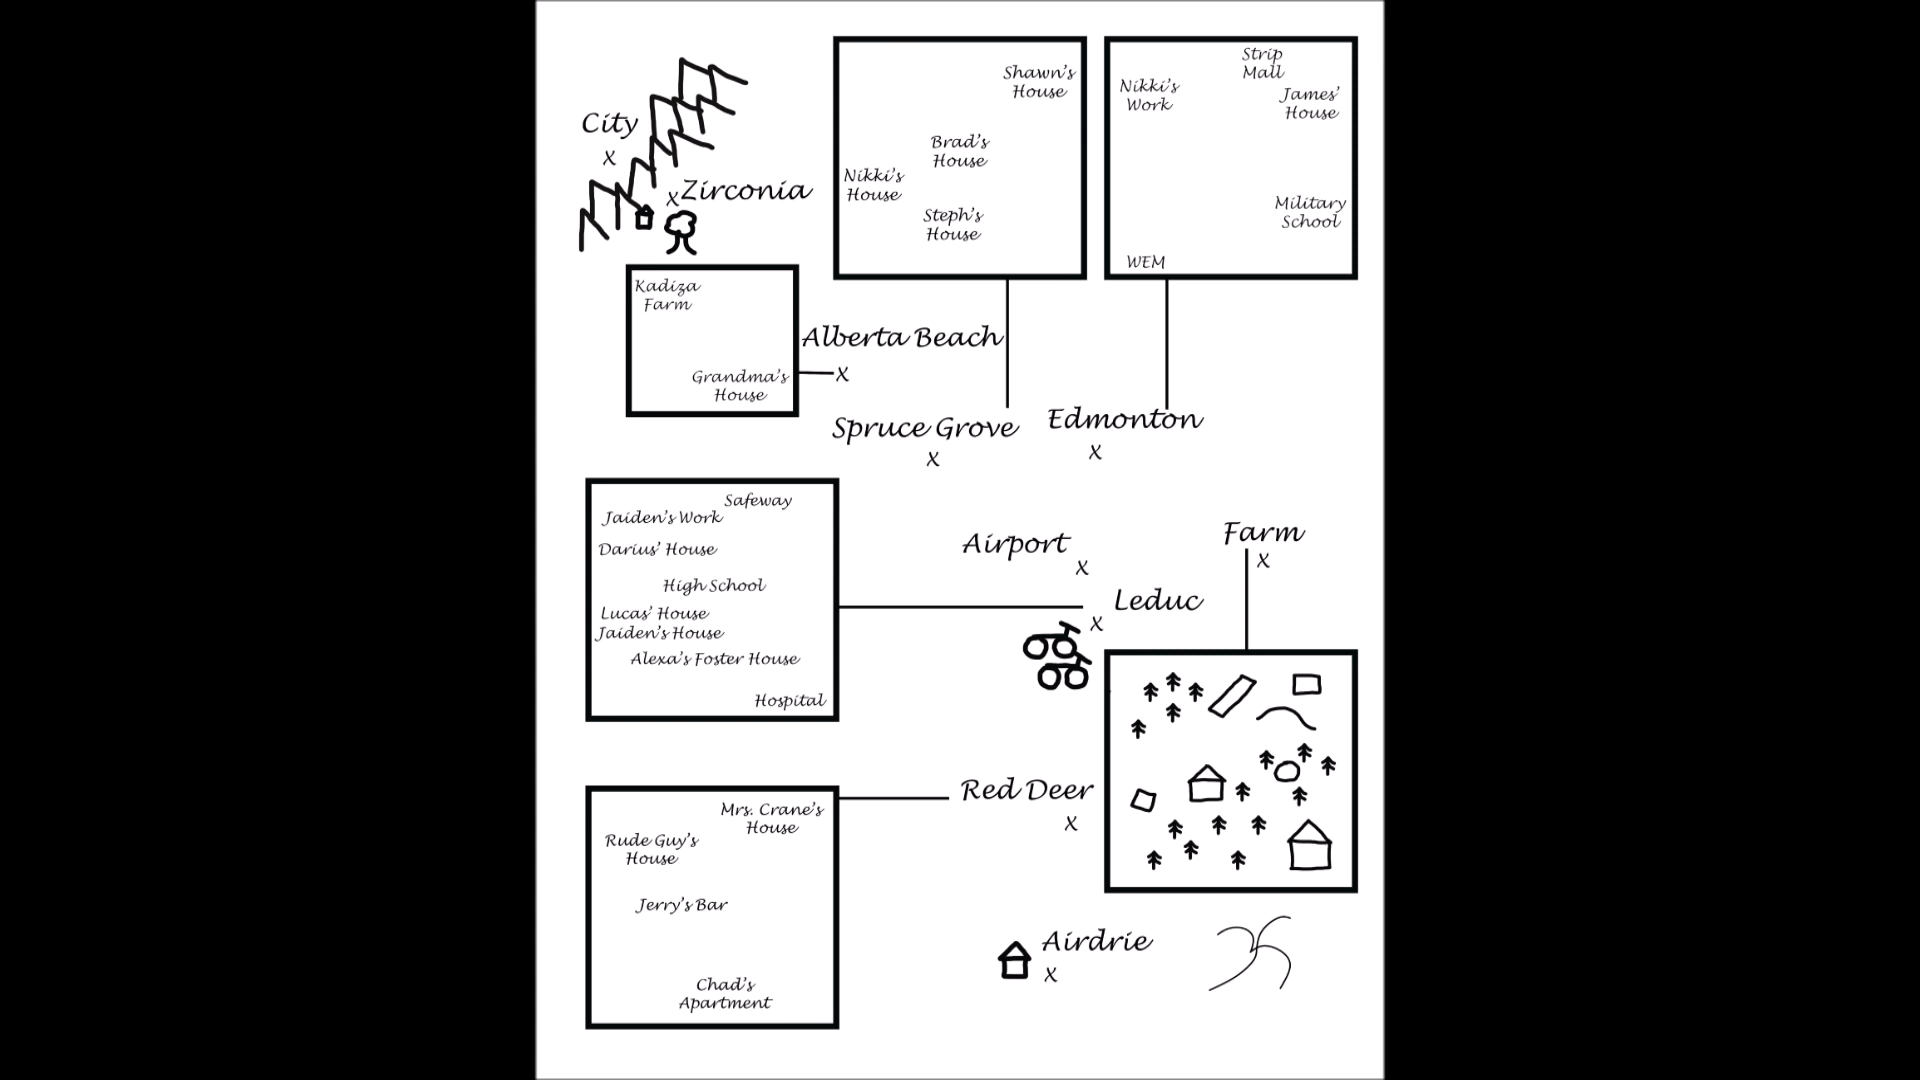 City
x
x Zirconia
Shawn's
House
Brad's
House
Nikki's
House
Steph's
House
Strip
Mall
Nikki's
Work
James'
House
Military
School
WEM
Kadiza
Farm
Grandma's
House
Alberta Beach
x
Spruce Grove
x
Edmonton
x
Safeway
Jaiden's Work
Darius' House
High School
Lucas' House
Jaiden's House
Alexa's Foster House
Hospital
Airport
x
Leduc
x
Farm
x
Mrs. Crane's
House
Rude Guy's
House
Jerry's Bar
Chad's
Apartment
Red Deer
x
Airdrie
x